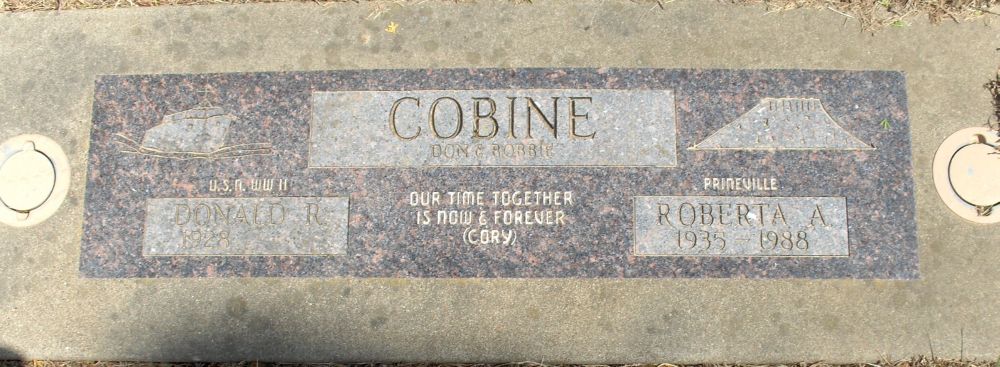 COBINE
DON & ROBBIE
U.S.N. WW II
DONALD R.
1928
OUR TIME TOGETHER
IS NOW & FOREVER
(CORY)
PRINEVILLE
ROBERTA A.
1935 - 1988